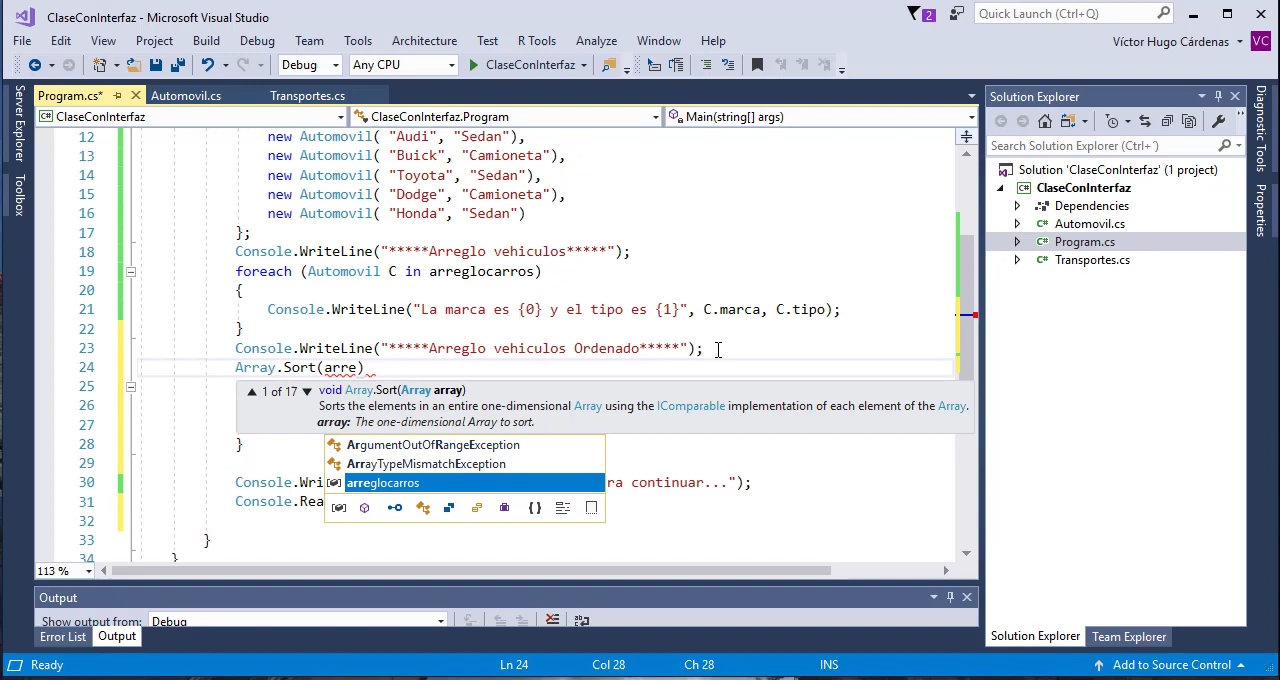 ClaseConInterfaz - Microsoft Visual Studio
2
Quick Launch (Ctrl+Q)
File Edit View Project Build Debug Team Tools Architecture Test R Tools Analyze Window Help
Víctor Hugo Cárdenas VC
Debug Any CPU ClaseConInterfaz
Server Explorer
Toolbox
Program.cs* Automovil.cs Transportes.cs
ClaseConInterfaz ClaseConInterfaz.Program Main(string[] args)
12 new Automovil( "Audi", "Sedan"),
13 new Automovil( "Buick", "Camioneta"),
14 new Automovil( "Toyota", "Sedan"),
15 new Automovil( "Dodge", "Camioneta"),
16 new Automovil( "Honda", "Sedan")
17 };
18 Console.WriteLine("*****Arreglo vehiculos*****");
19 foreach (Automovil C in arreglocarros)
20 {
21 Console.WriteLine("La marca es {0} y el tipo es {1}", C.marca, C.tipo);
22 }
23 Console.WriteLine("*****Arreglo vehiculos Ordenado*****");
24 Array.Sort(arre)
25
26
27
28 }
29
30 Console.Wri ra continuar...");
31 Console.Rea
32
33 }
34 }
1 of 17 void Array.Sort(Array array)
Sorts the elements in an entire one-dimensional Array using the IComparable implementation of each element of the Array.
array: The one-dimensional Array to sort.
ArgumentOutOfRangeException
ArrayTypeMismatchException
arreglocarros
113 %
Output
Show output from: Debug
Error List Output
Solution Explorer
Search Solution Explorer (Ctrl+´)
Solution 'ClaseConInterfaz' (1 project)
ClaseConInterfaz
Dependencies
Automovil.cs
Program.cs
Transportes.cs
Solution Explorer Team Explorer
Diagnostic Tools
Properties
Ready Ln 24 Col 28 Ch 28 INS Add to Source Control